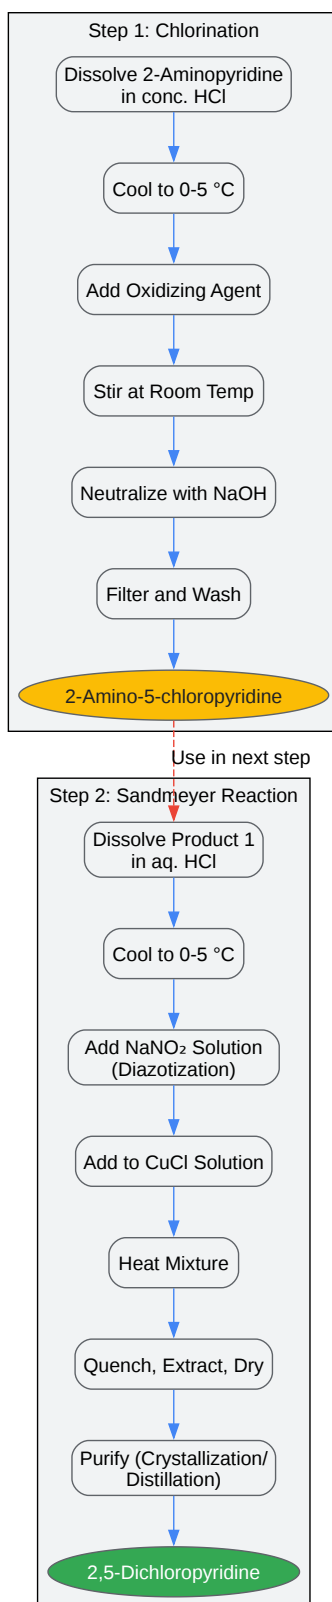 Step 1: Chlorination
Dissolve 2-Aminopyridine
in conc. HCl
Cool to 0-5 °C
Add Oxidizing Agent
Stir at Room Temp
Neutralize with NaOH
Filter and Wash
2-Amino-5-chloropyridine
Use in next step
Step 2: Sandmeyer Reaction
Dissolve Product 1
in aq. HCl
Cool to 0-5 °C
Add NaNO₂ Solution
(Diazotization)
Add to CuCl Solution
Heat Mixture
Quench, Extract, Dry
Purify (Crystallization/
Distillation)
2,5-Dichloropyridine